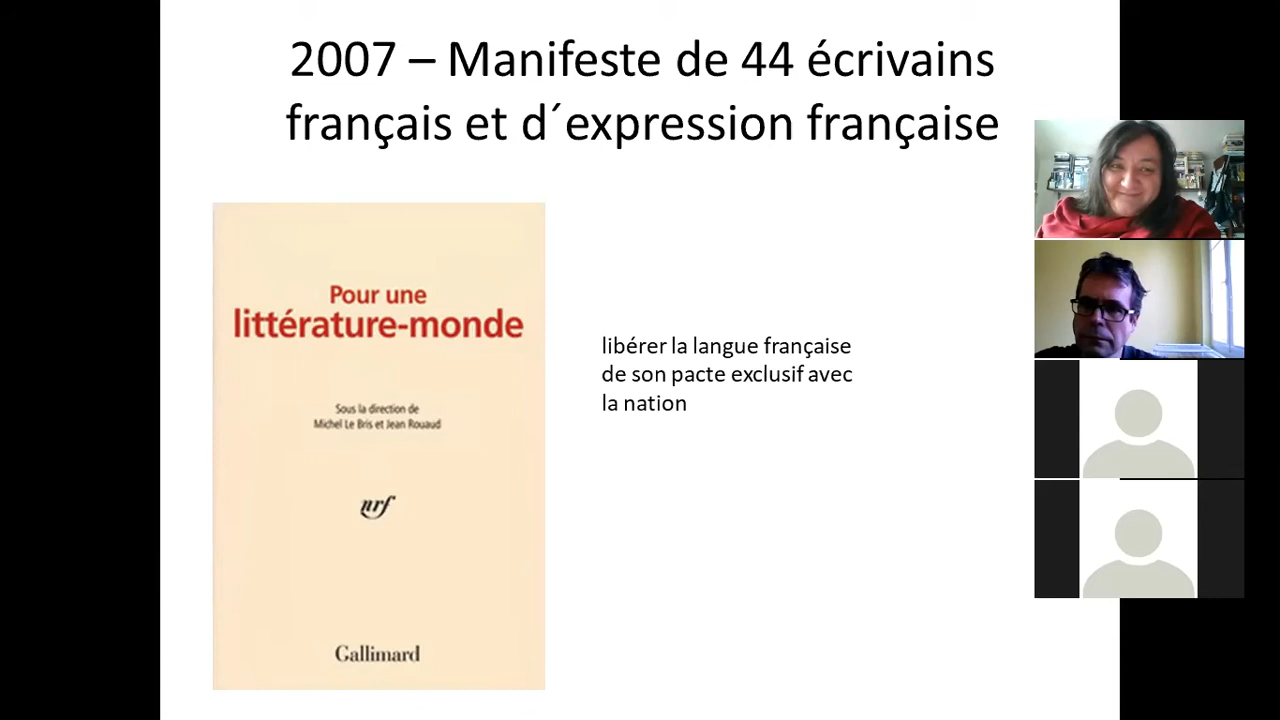 2007 – Manifeste de 44 écrivains
français et d´expression française
Pour une
littérature-monde
Sous la direction de
Michel Le Bris et Jean Rouaud
nrf
Gallimard
libérer la langue française
de son pacte exclusif avec
la nation